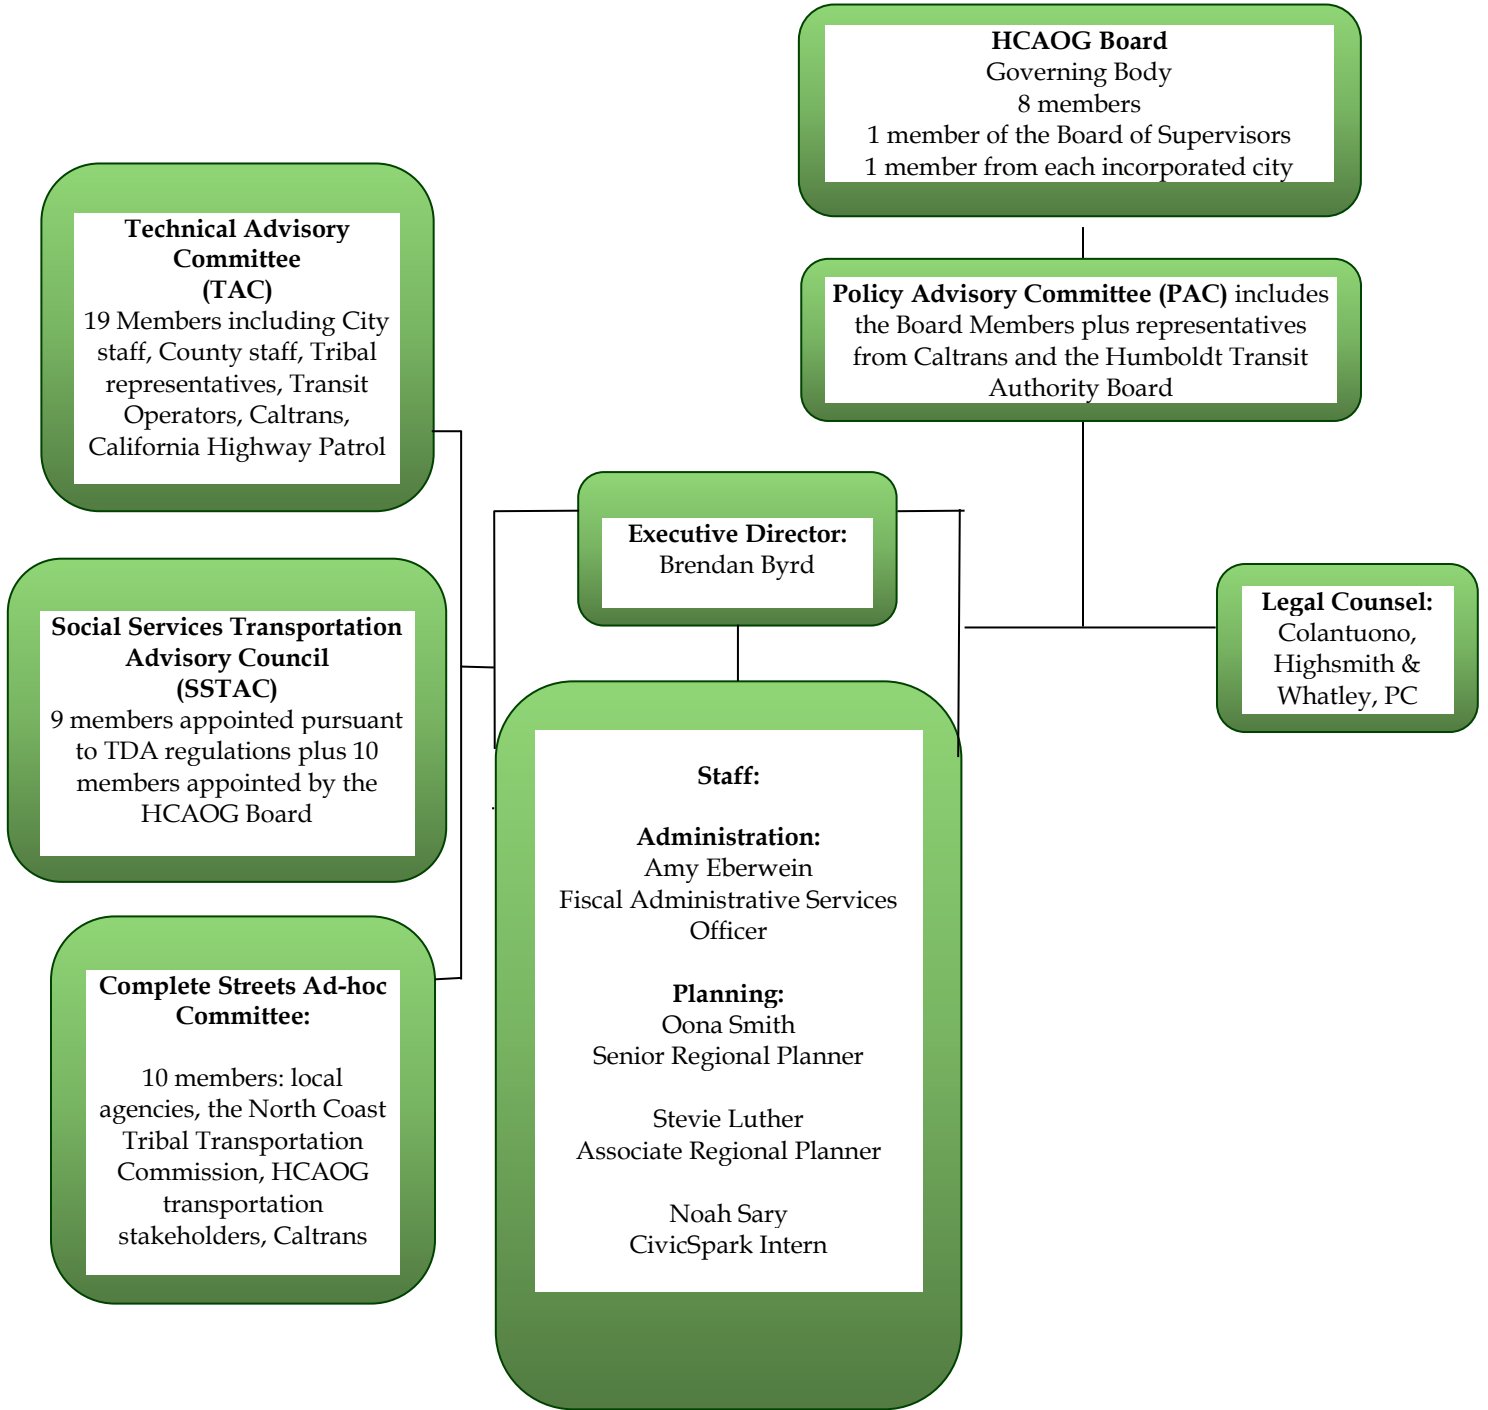 HCAOG Board
Governing Body
8 members
1 member of the Board of Supervisors
1 member from each incorporated city
Technical Advisory
Committee
(TAC)
19 Members including City
staff, County staff, Tribal
representatives, Transit
Operators, Caltrans,
California Highway Patrol
Policy Advisory Committee (PAC) includes
the Board Members plus representatives
from Caltrans and the Humboldt Transit
Authority Board
Executive Director:
Brendan Byrd
Legal Counsel:
Colantuono,
Highsmith &
Whatley, PC
Social Services Transportation
Advisory Council
(SSTAC)
9 members appointed pursuant
to TDA regulations plus 10
members appointed by the
HCAOG Board
Staff:
Administration:
Amy Eberwein
Fiscal Administrative Services
Officer
Planning:
Oona Smith
Senior Regional Planner
Stevie Luther
Associate Regional Planner
Noah Sary
CivicSpark Intern
Complete Streets Ad-hoc
Committee:
10 members: local
agencies, the North Coast
Tribal Transportation
Commission, HCAOG
transportation
stakeholders, Caltrans